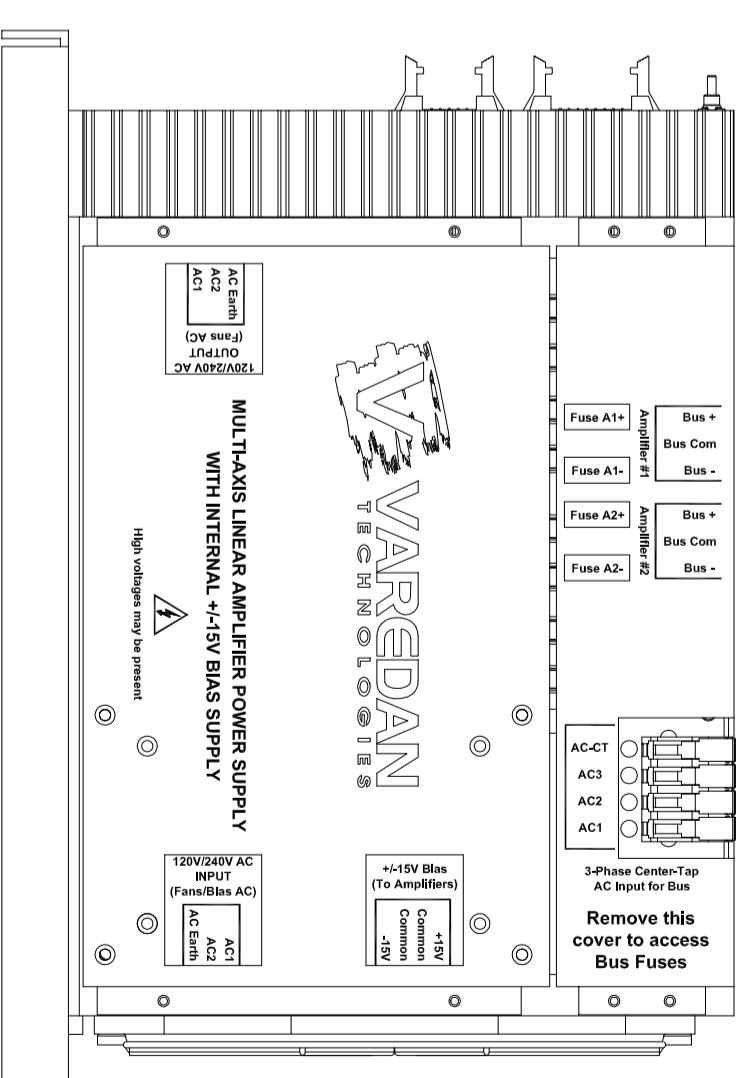 AC Earth
AC2
AC1
120V/240V AC
OUTPUT
(Fans AC)
VAREDAN
TECHNOLOGIES
MULTI-AXIS LINEAR AMPLIFIER POWER SUPPLY
WITH INTERNAL +/-15V BIAS SUPPLY
High voltages may be present
120V/240V AC
INPUT
(Fans/Bias AC)
AC1
AC2
AC Earth
+/-15V Bias
(To Amplifiers)
+15V
Common
Common
-15V
Fuse A1+
Fuse A1-
Amplifier #1
Bus +
Bus Com
Bus -
Fuse A2+
Fuse A2-
Amplifier #2
Bus +
Bus Com
Bus -
AC-CT
AC3
AC2
AC1
3-Phase Center-Tap
AC Input for Bus
Remove this
cover to access
Bus Fuses